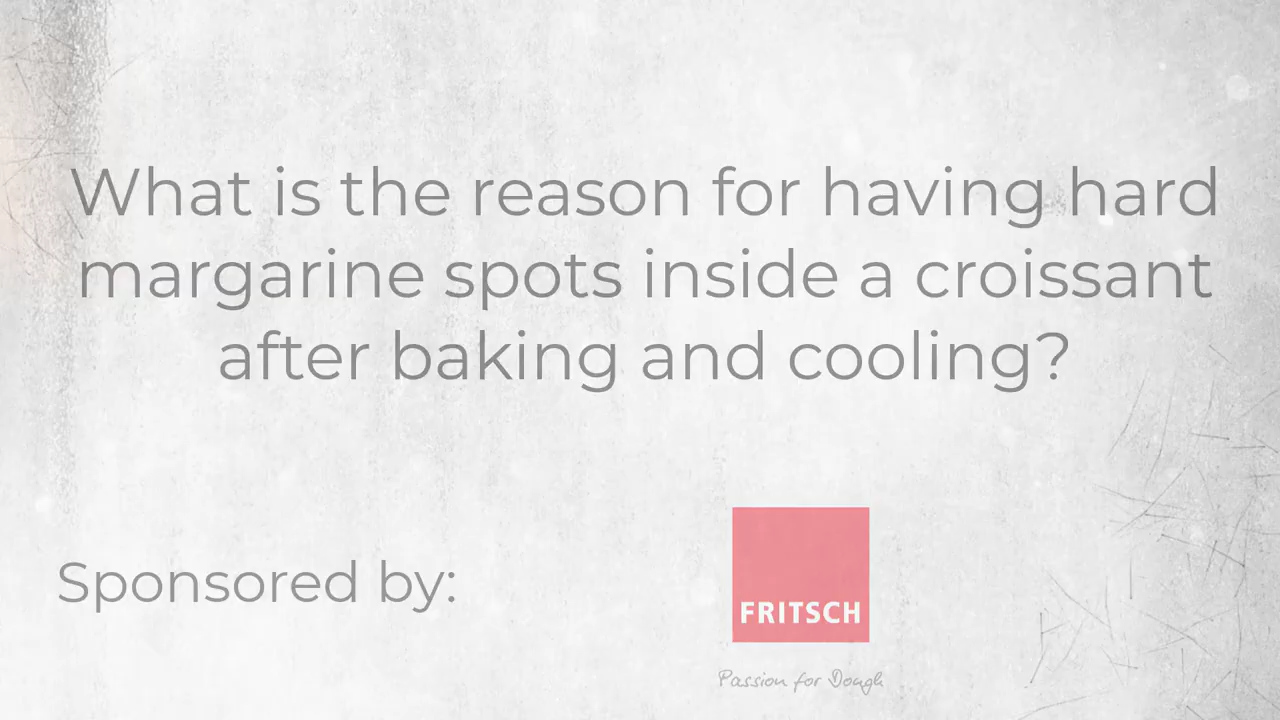 What is the reason for having hard
margarine spots inside a croissant
after baking and cooling?
Sponsored by:
FRITSCH
Passion for Dough